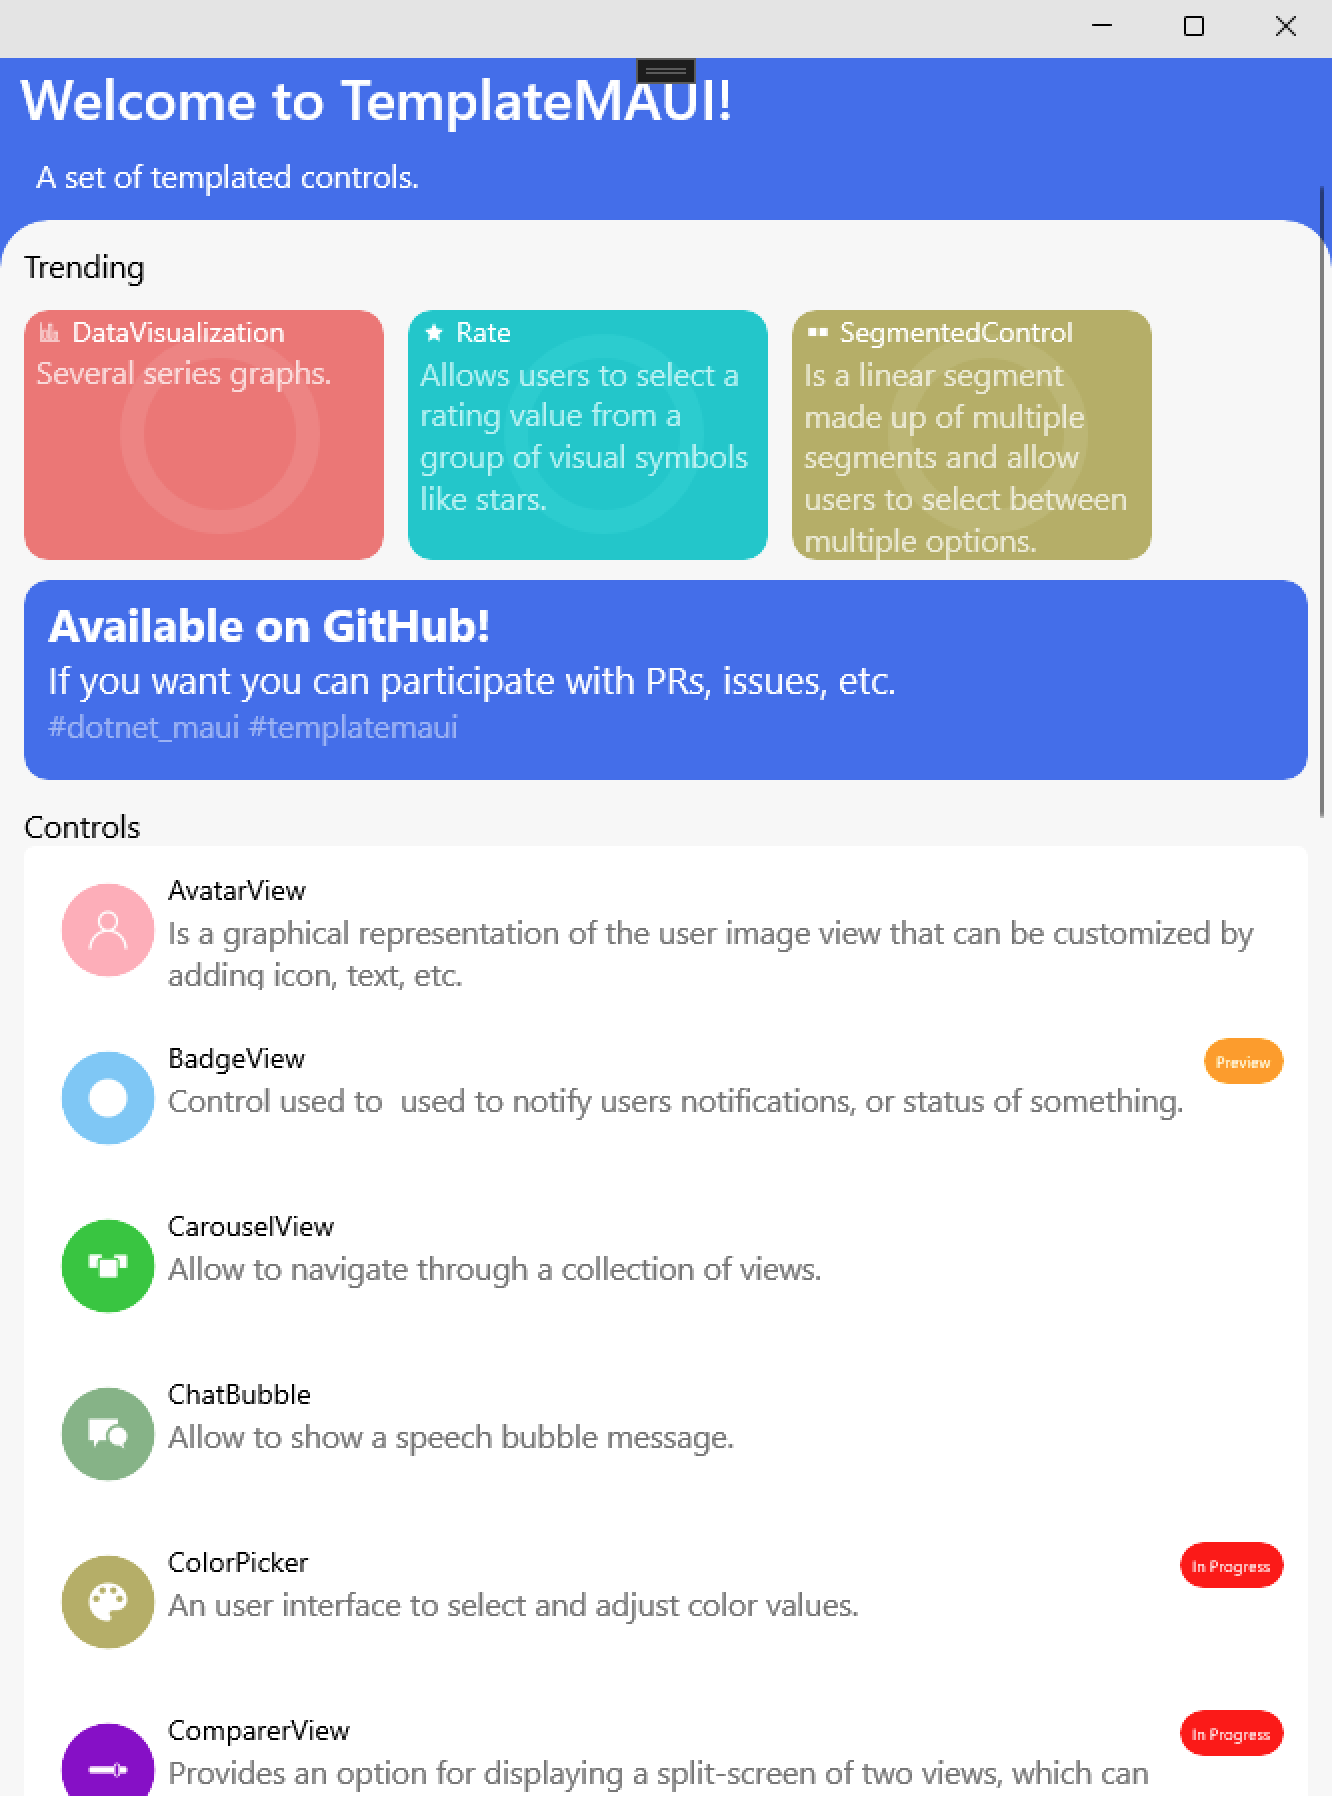 Welcome to TemplateMAUI!
A set of templated controls.
Trending
DataVisualization
Several series graphs.
Rate
Allows users to select a
rating value from a
group of visual symbols
like stars.
SegmentedControl
Is a linear segment
made up of multiple
segments and allow
users to select between
multiple options.
Available on GitHub!
If you want you can participate with PRs, issues, etc.
#dotnet_maui #templatemaui
Controls
AvatarView
Is a graphical representation of the user image view that can be customized by
adding icon, text, etc.
BadgeView
Preview
Control used to  used to notify users notifications, or status of something.
CarouselView
Allow to navigate through a collection of views.
ChatBubble
Allow to show a speech bubble message.
ColorPicker
In Progress
An user interface to select and adjust color values.
ComparerView
In Progress
Provides an option for displaying a split-screen of two views, which can